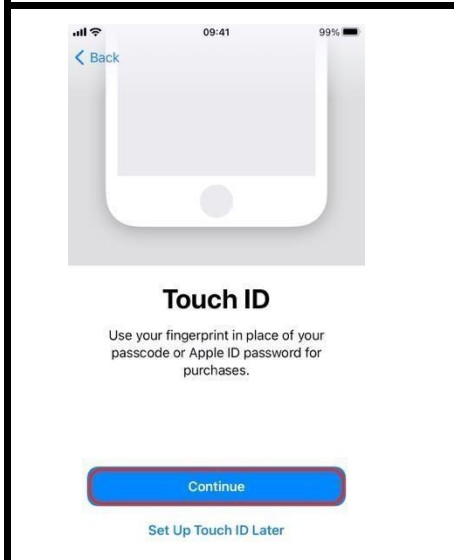 09:41
99%
Back
Touch ID
Use your fingerprint in place of your
passcode or Apple ID password for
purchases.
Continue
Set Up Touch ID Later